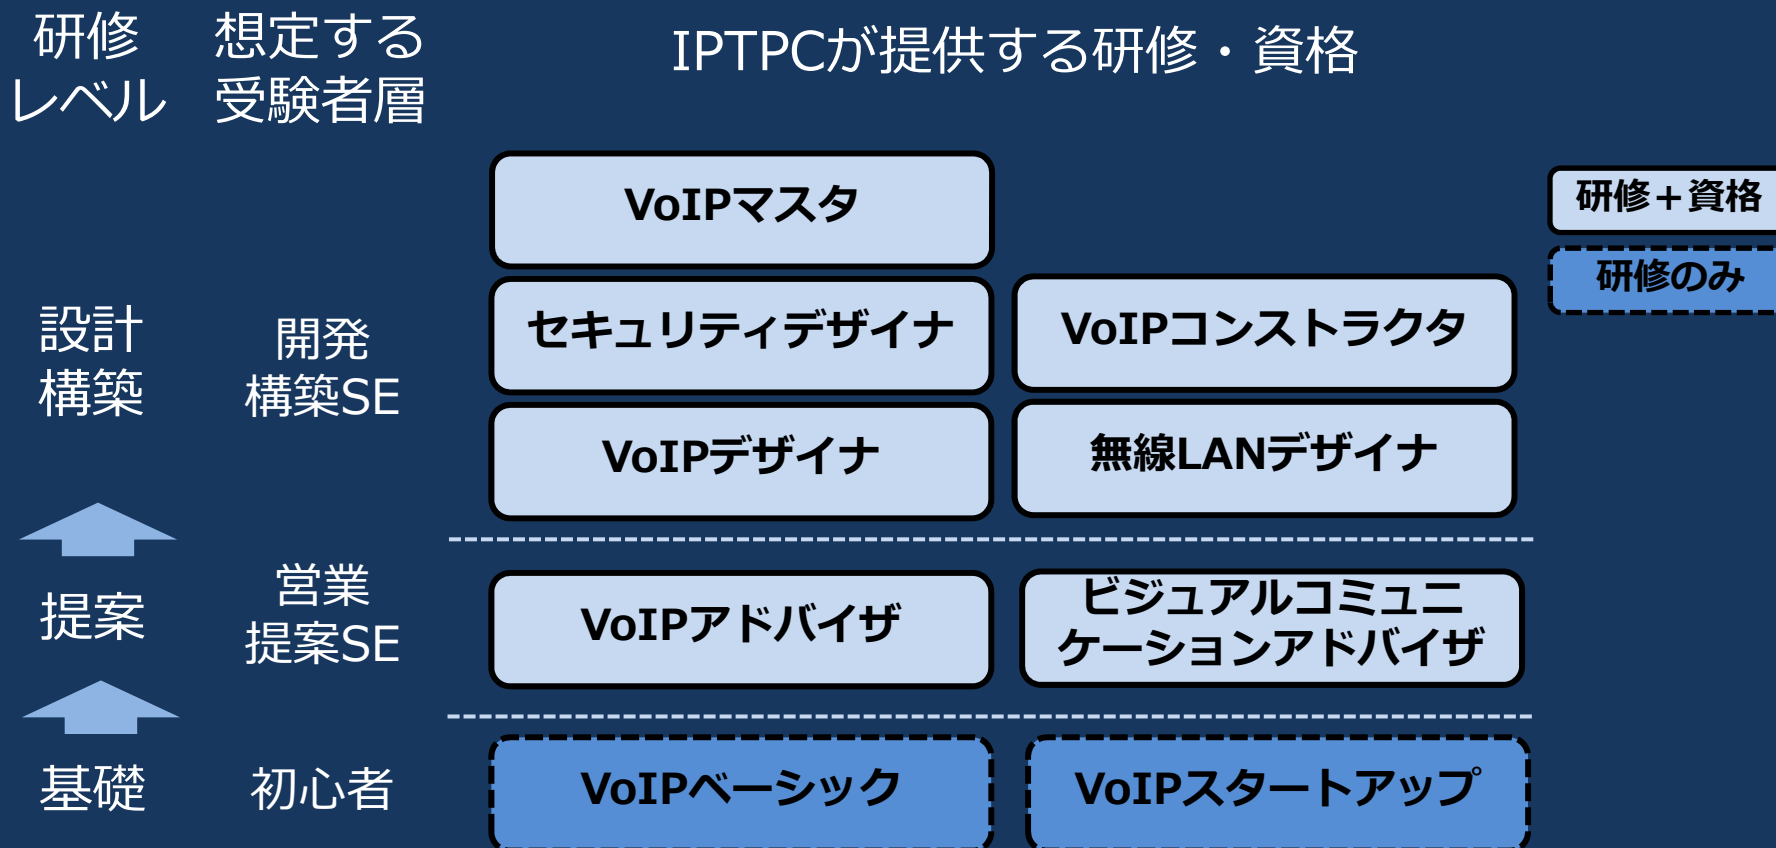 研修
レベル
想定する
受験者層
IPTPCが提供する研修・資格
VoIPマスタ
研修＋資格
研修のみ
設計
構築
開発
構築SE
セキュリティデザイナ
VoIPコンストラクタ
VoIPデザイナ
無線LANデザイナ
提案
営業
提案SE
VoIPアドバイザ
ビジュアルコミュニ
ケーションアドバイザ
基礎
初心者
VoIPベーシック
VoIPスタートアップ